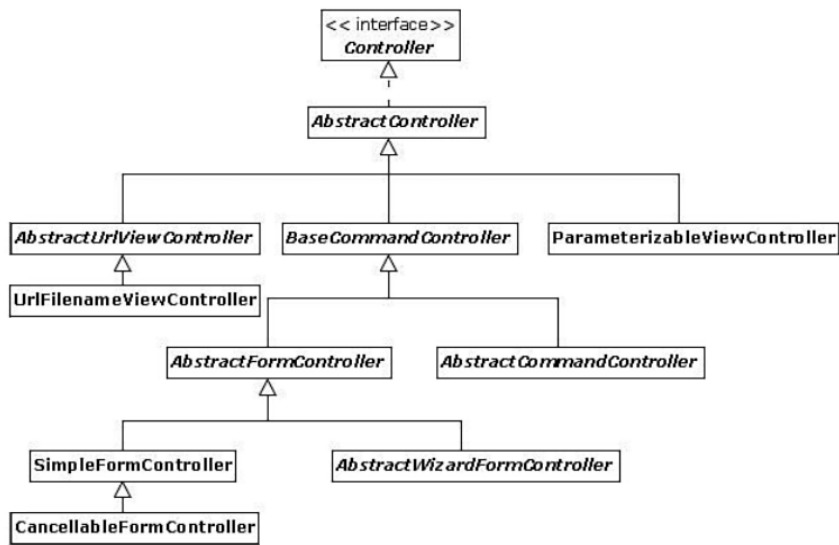 << interface>>
Controller
AbstractController
AbstractUrlViewController
BaseCommandController
ParameterizableViewController
UrlFilenameViewController
AbstractFormController
AbstractCommandController
SimpleFormController
AbstractWizardFormController
CancellableFormController